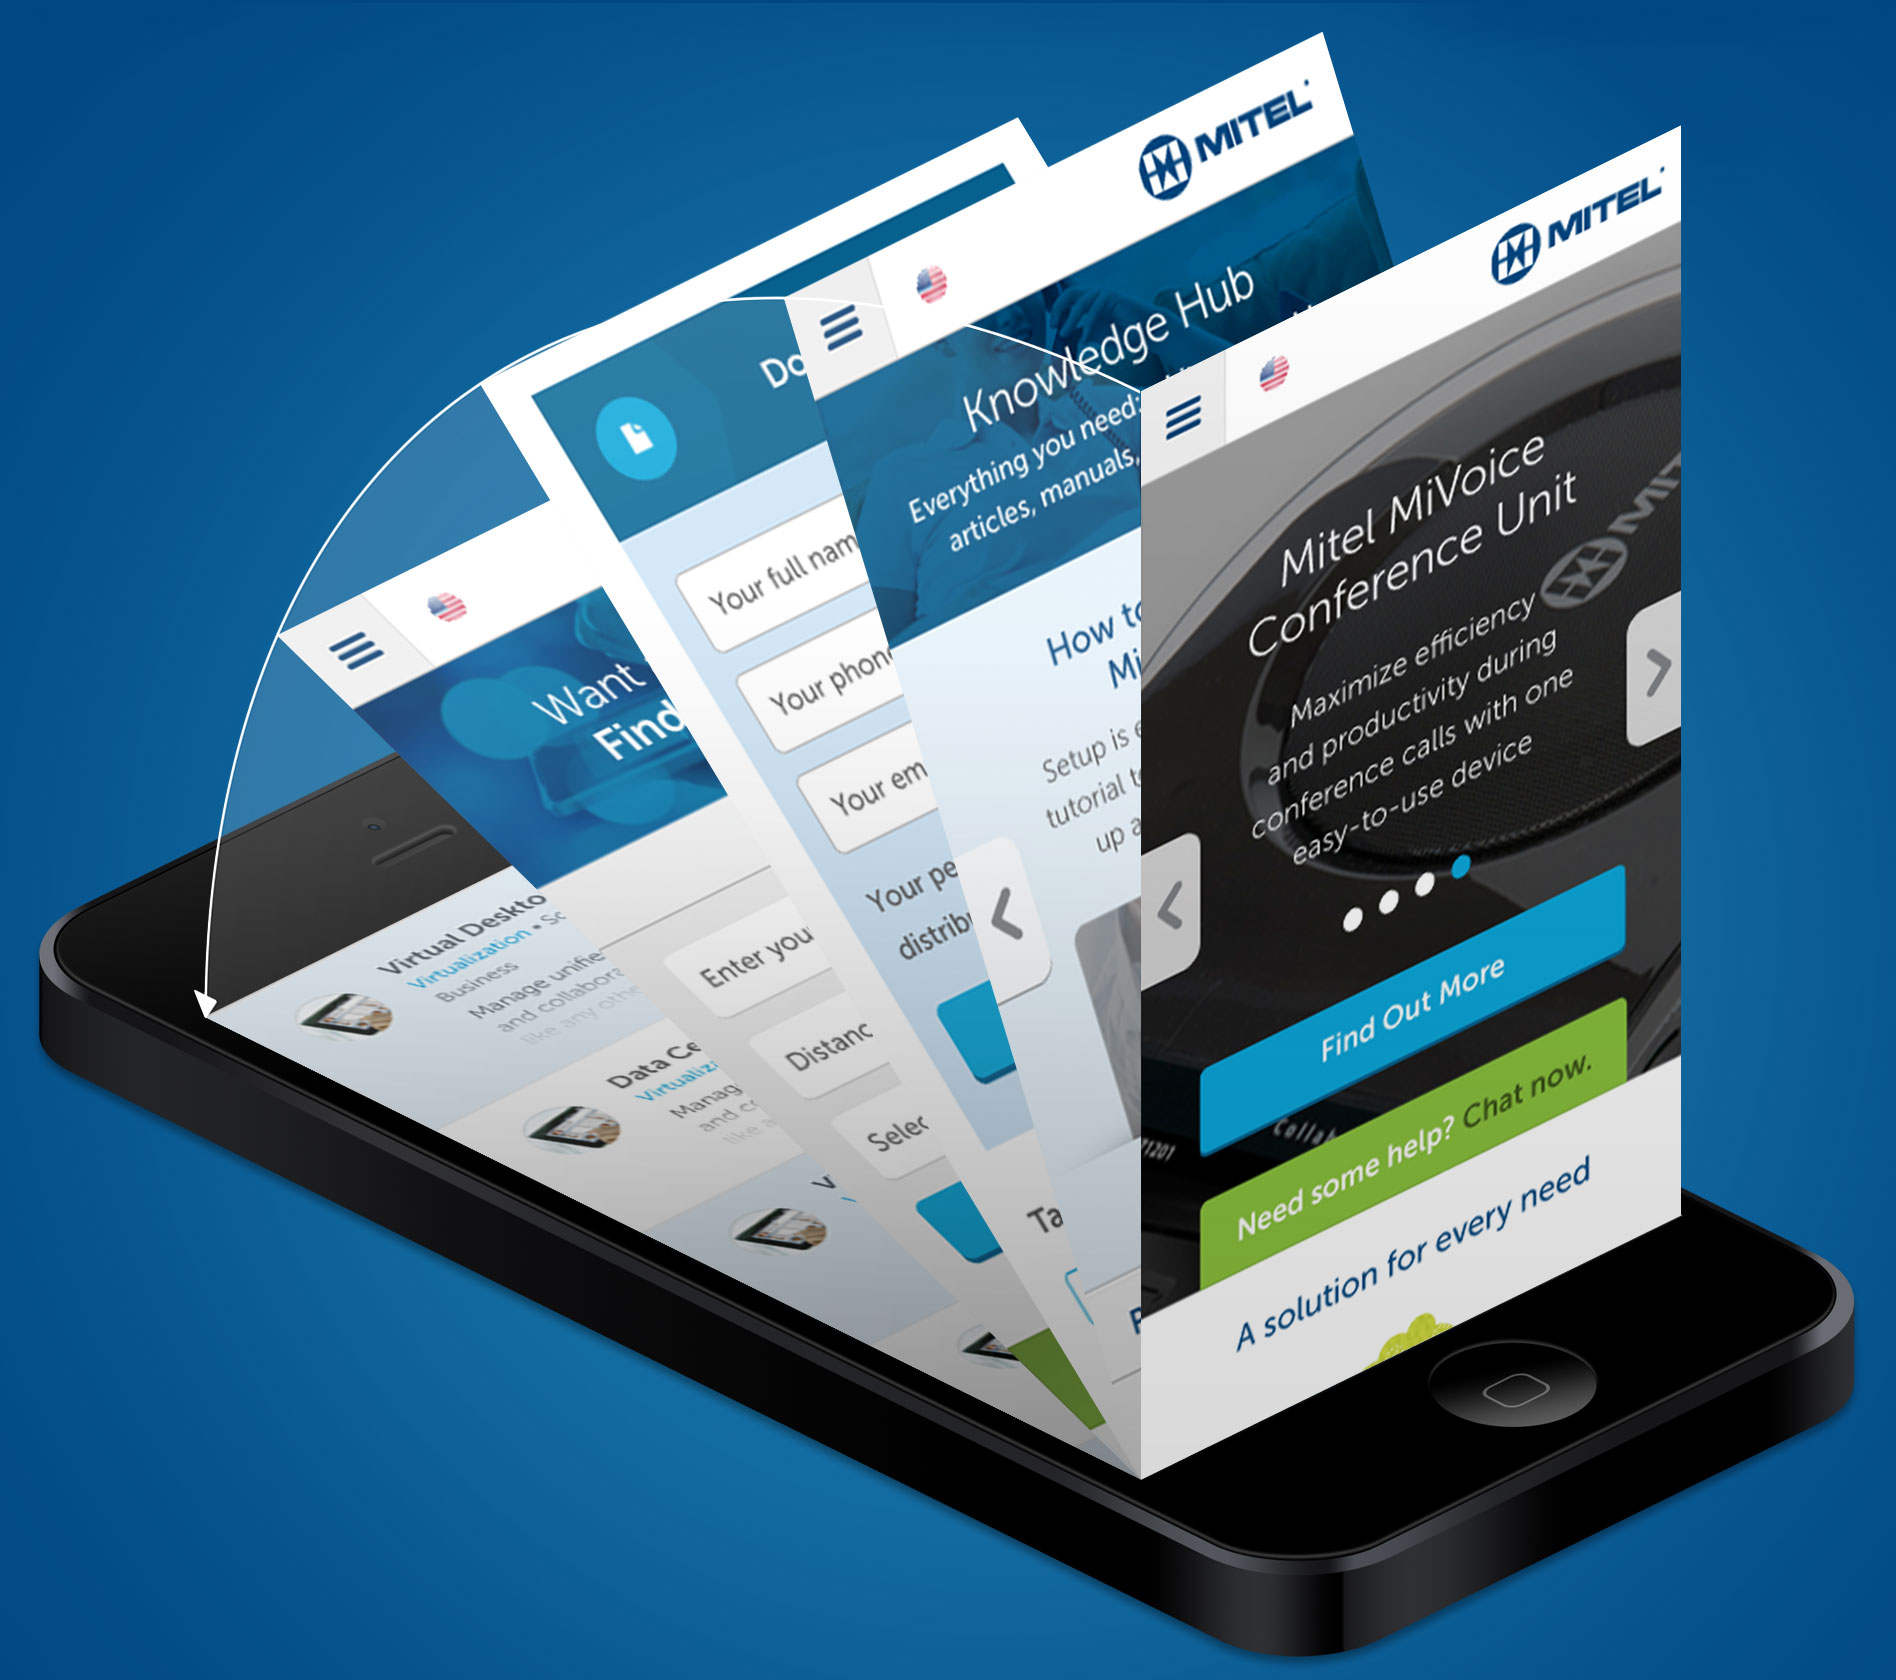 MITEL
Mitel MiVoice
Conference Unit
Maximize efficiency
and productivity during
conference calls with one
easy-to-use device
Find Out More
Need some help? Chat now.
A solution for every need
MITEL
Knowledge Hub
Everything you need:
articles, manuals,
How to
Setup is
tutorial
up
Your full nam
Your phon
Your em
Your pe
distrib
Want
Find
Enter you
Distanc
Selec
Virtual Deskto
Virtualization • Sc
Business
Manage unifie
and collabora
like any othe
Data Ce
Virtualiz
Manag
and co
like a